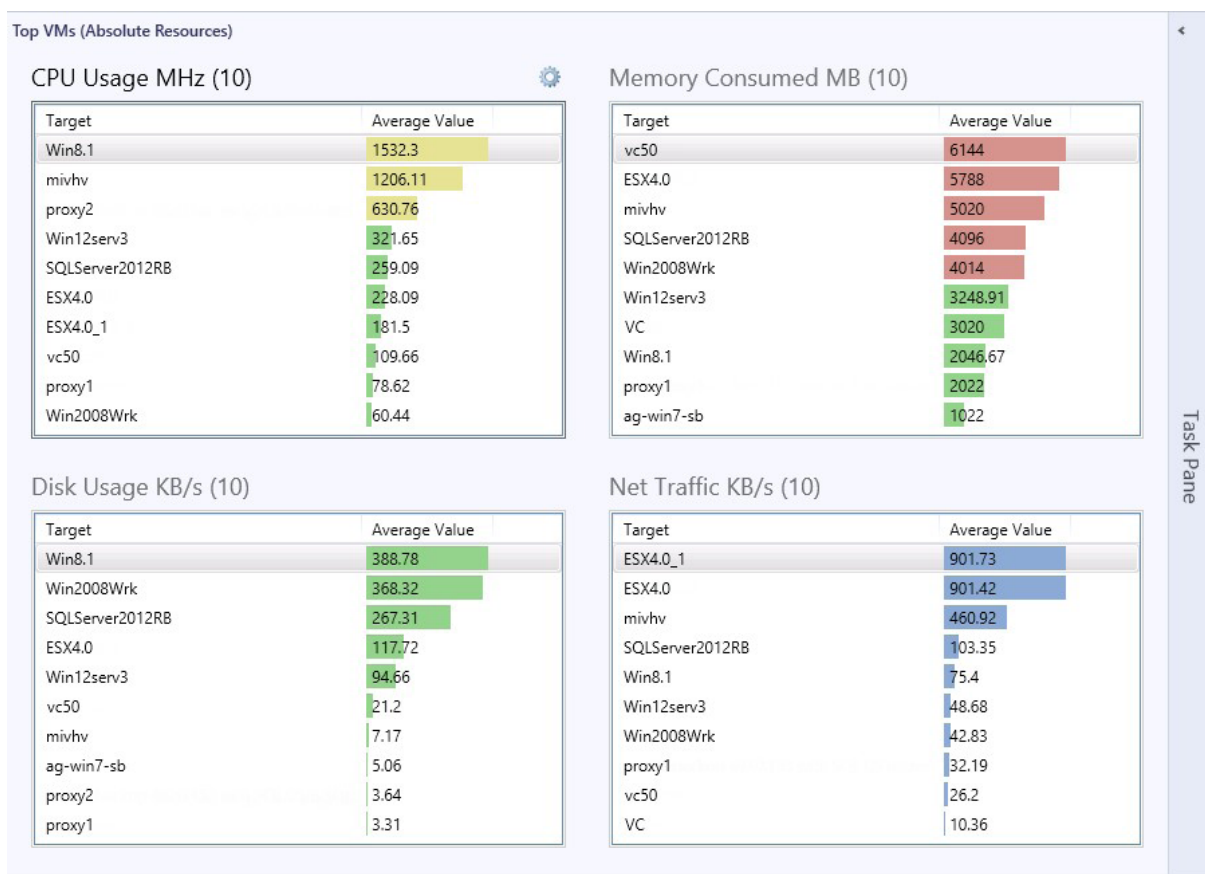 Top VMs (Absolute Resources)
CPU Usage MHz (10)
Target Average Value
Win8.1 1532.3
mivhv 1206.11
proxy2 630.76
Win12serv3 321.65
SQLServer2012RB 259.09
ESX4.0 228.09
ESX4.0_1 181.5
vc50 109.66
proxy1 78.62
Win2008Wrk 60.44
Memory Consumed MB (10)
Target Average Value
vc50 6144
ESX4.0 5788
mivhv 5020
SQLServer2012RB 4096
Win2008Wrk 4014
Win12serv3 3248.91
VC 3020
Win8.1 2046.67
proxy1 2022
ag-win7-sb 1022
Disk Usage KB/s (10)
Target Average Value
Win8.1 388.78
Win2008Wrk 368.32
SQLServer2012RB 267.31
ESX4.0 117.72
Win12serv3 94.66
vc50 21.2
mivhv 7.17
ag-win7-sb 5.06
proxy2 3.64
proxy1 3.31
Net Traffic KB/s (10)
Target Average Value
ESX4.0_1 901.73
ESX4.0 901.42
mivhv 460.92
SQLServer2012RB 103.35
Win8.1 75.4
Win12serv3 48.68
Win2008Wrk 42.83
proxy1 32.19
vc50 26.2
VC 10.36
Task Pane